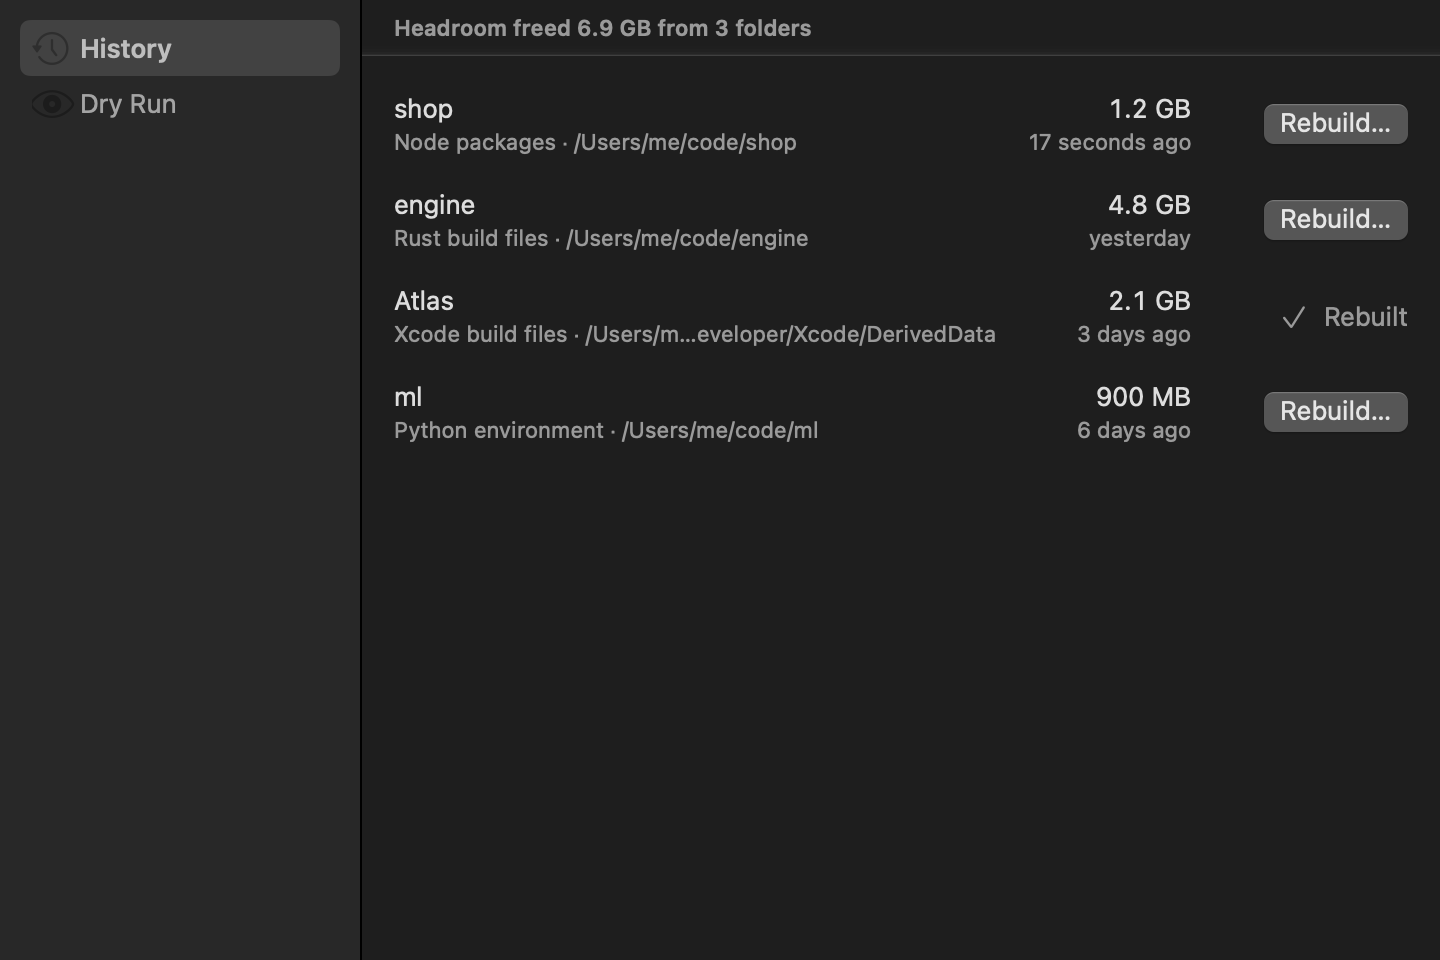 History
Dry Run
Headroom freed 6.9 GB from 3 folders
shop
1.2 GB
Node packages · /Users/me/code/shop
17 seconds ago
Rebuild...
engine
4.8 GB
Rust build files · /Users/me/code/engine
yesterday
Rebuild...
Atlas
2.1 GB
Xcode build files · /Users/m...eveloper/Xcode/DerivedData
3 days ago
Rebuilt
ml
900 MB
Python environment · /Users/me/code/ml
6 days ago
Rebuild...